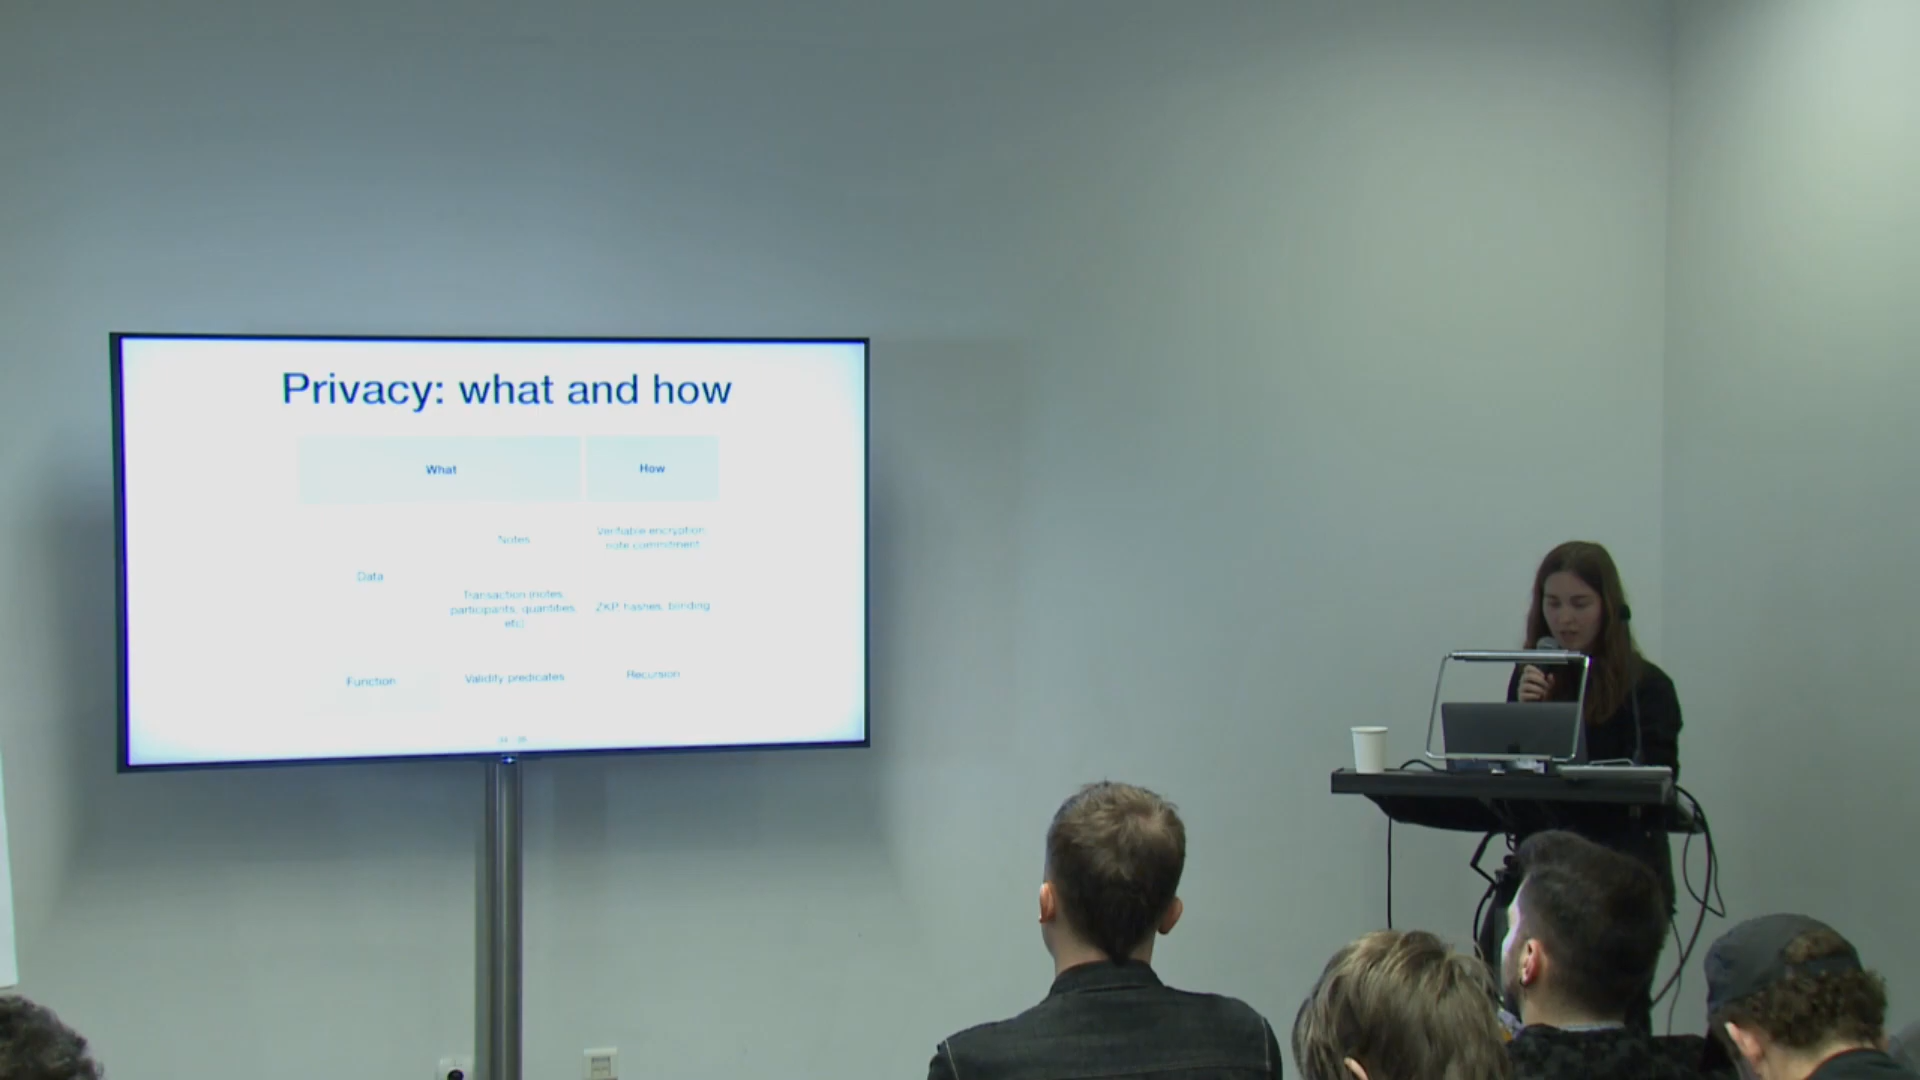 Privacy: what and how
What
How
Notes
Verifiable encryption,
note commitment
Data
Transaction (notes,
participants, quantities,
etc)
ZKP, hashes, binding
Function
Validity predicates
Recursion